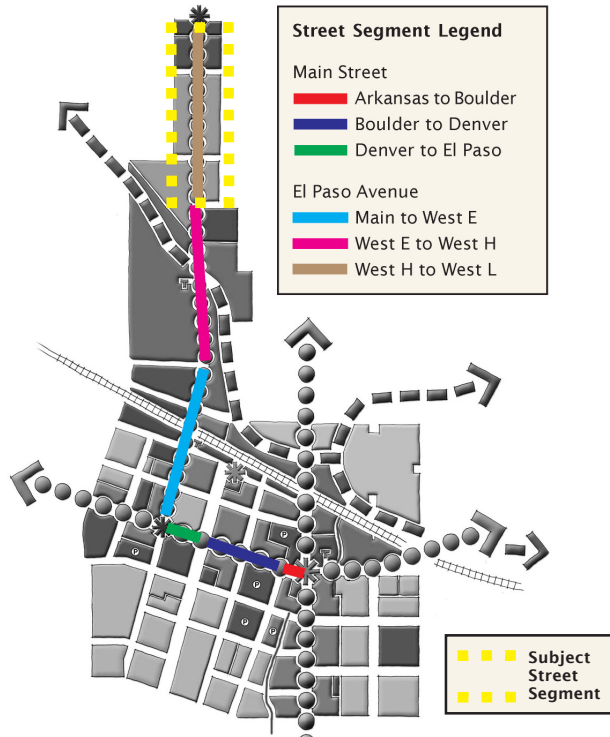 Street Segment Legend
Main Street
Arkansas to Boulder
Boulder to Denver
Denver to El Paso
El Paso Avenue
Main to West E
West E to West H
West H to West L
P
P
P
P
P
Subject
Street
Segment